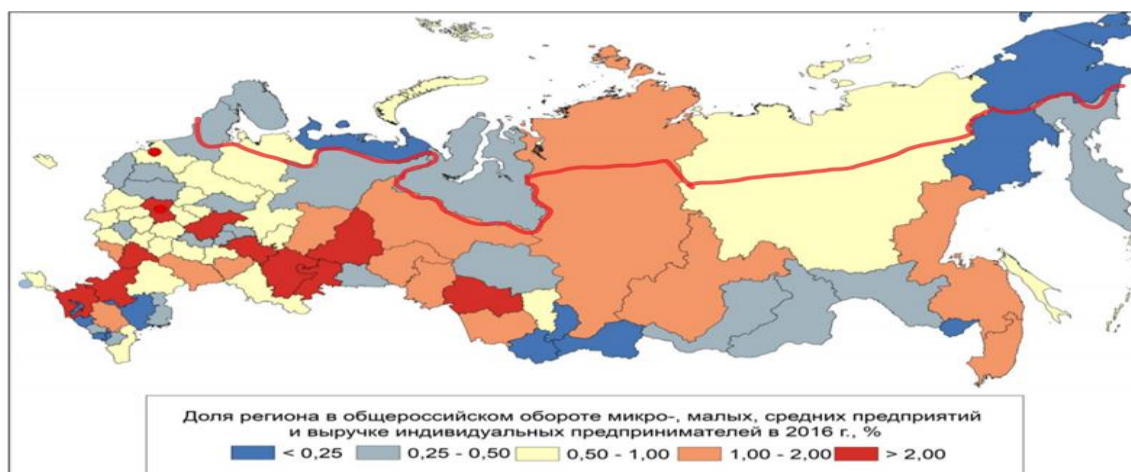 Доля региона в общероссийском обороте микро-, малых, средних предприятий
и выручке индивидуальных предпринимателей в 2016 г., %
< 0,25 0,25 - 0,50 0,50 - 1,00 1,00 - 2,00 > 2,00